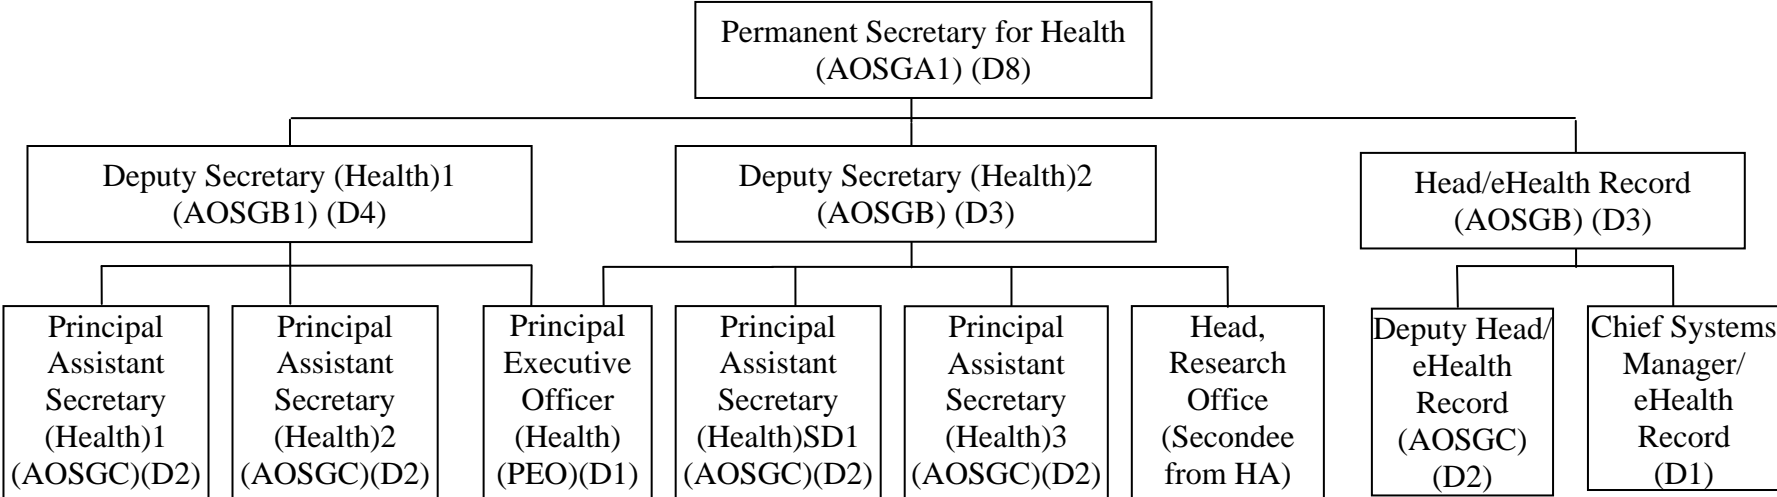 Permanent Secretary for Health
(AOSGA1) (D8)
Deputy Secretary (Health)1
(AOSGB1) (D4)
Deputy Secretary (Health)2
(AOSGB) (D3)
Head/eHealth Record
(AOSGB) (D3)
Principal
Assistant
Secretary
(Health)1
(AOSGC)(D2)
Principal
Assistant
Secretary
(Health)2
(AOSGC)(D2)
Principal
Executive
Officer
(Health)
(PEO)(D1)
Principal
Assistant
Secretary
(Health)SD1
(AOSGC)(D2)
Principal
Assistant
Secretary
(Health)3
(AOSGC)(D2)
Head,
Research
Office
(Secondee
from HA)
Deputy Head/
eHealth
Record
(AOSGC)
(D2)
Chief Systems
Manager/
eHealth
Record
(D1)